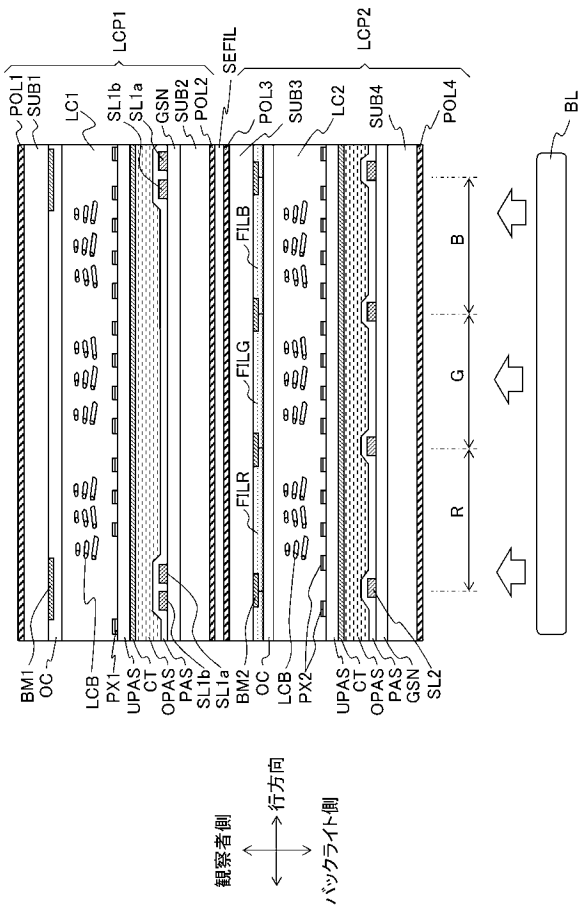 POL1
SUB1
LC1
SL1b
SL1a
GSN
SUB2
POL2
LCP1
SEFIL
POL3
SUB3
LC2
SUB4
POL4
LCP2
BL
BM1
OC
LCB
PX1
UPAS
CT
OPAS
PAS
SL1b
SL1a
BM2
OC
LCB
PX2
UPAS
CT
OPAS
PAS
GSN
SL2
FILR
FILG
FILB
R
G
B
観察者側
行方向
バックライト側